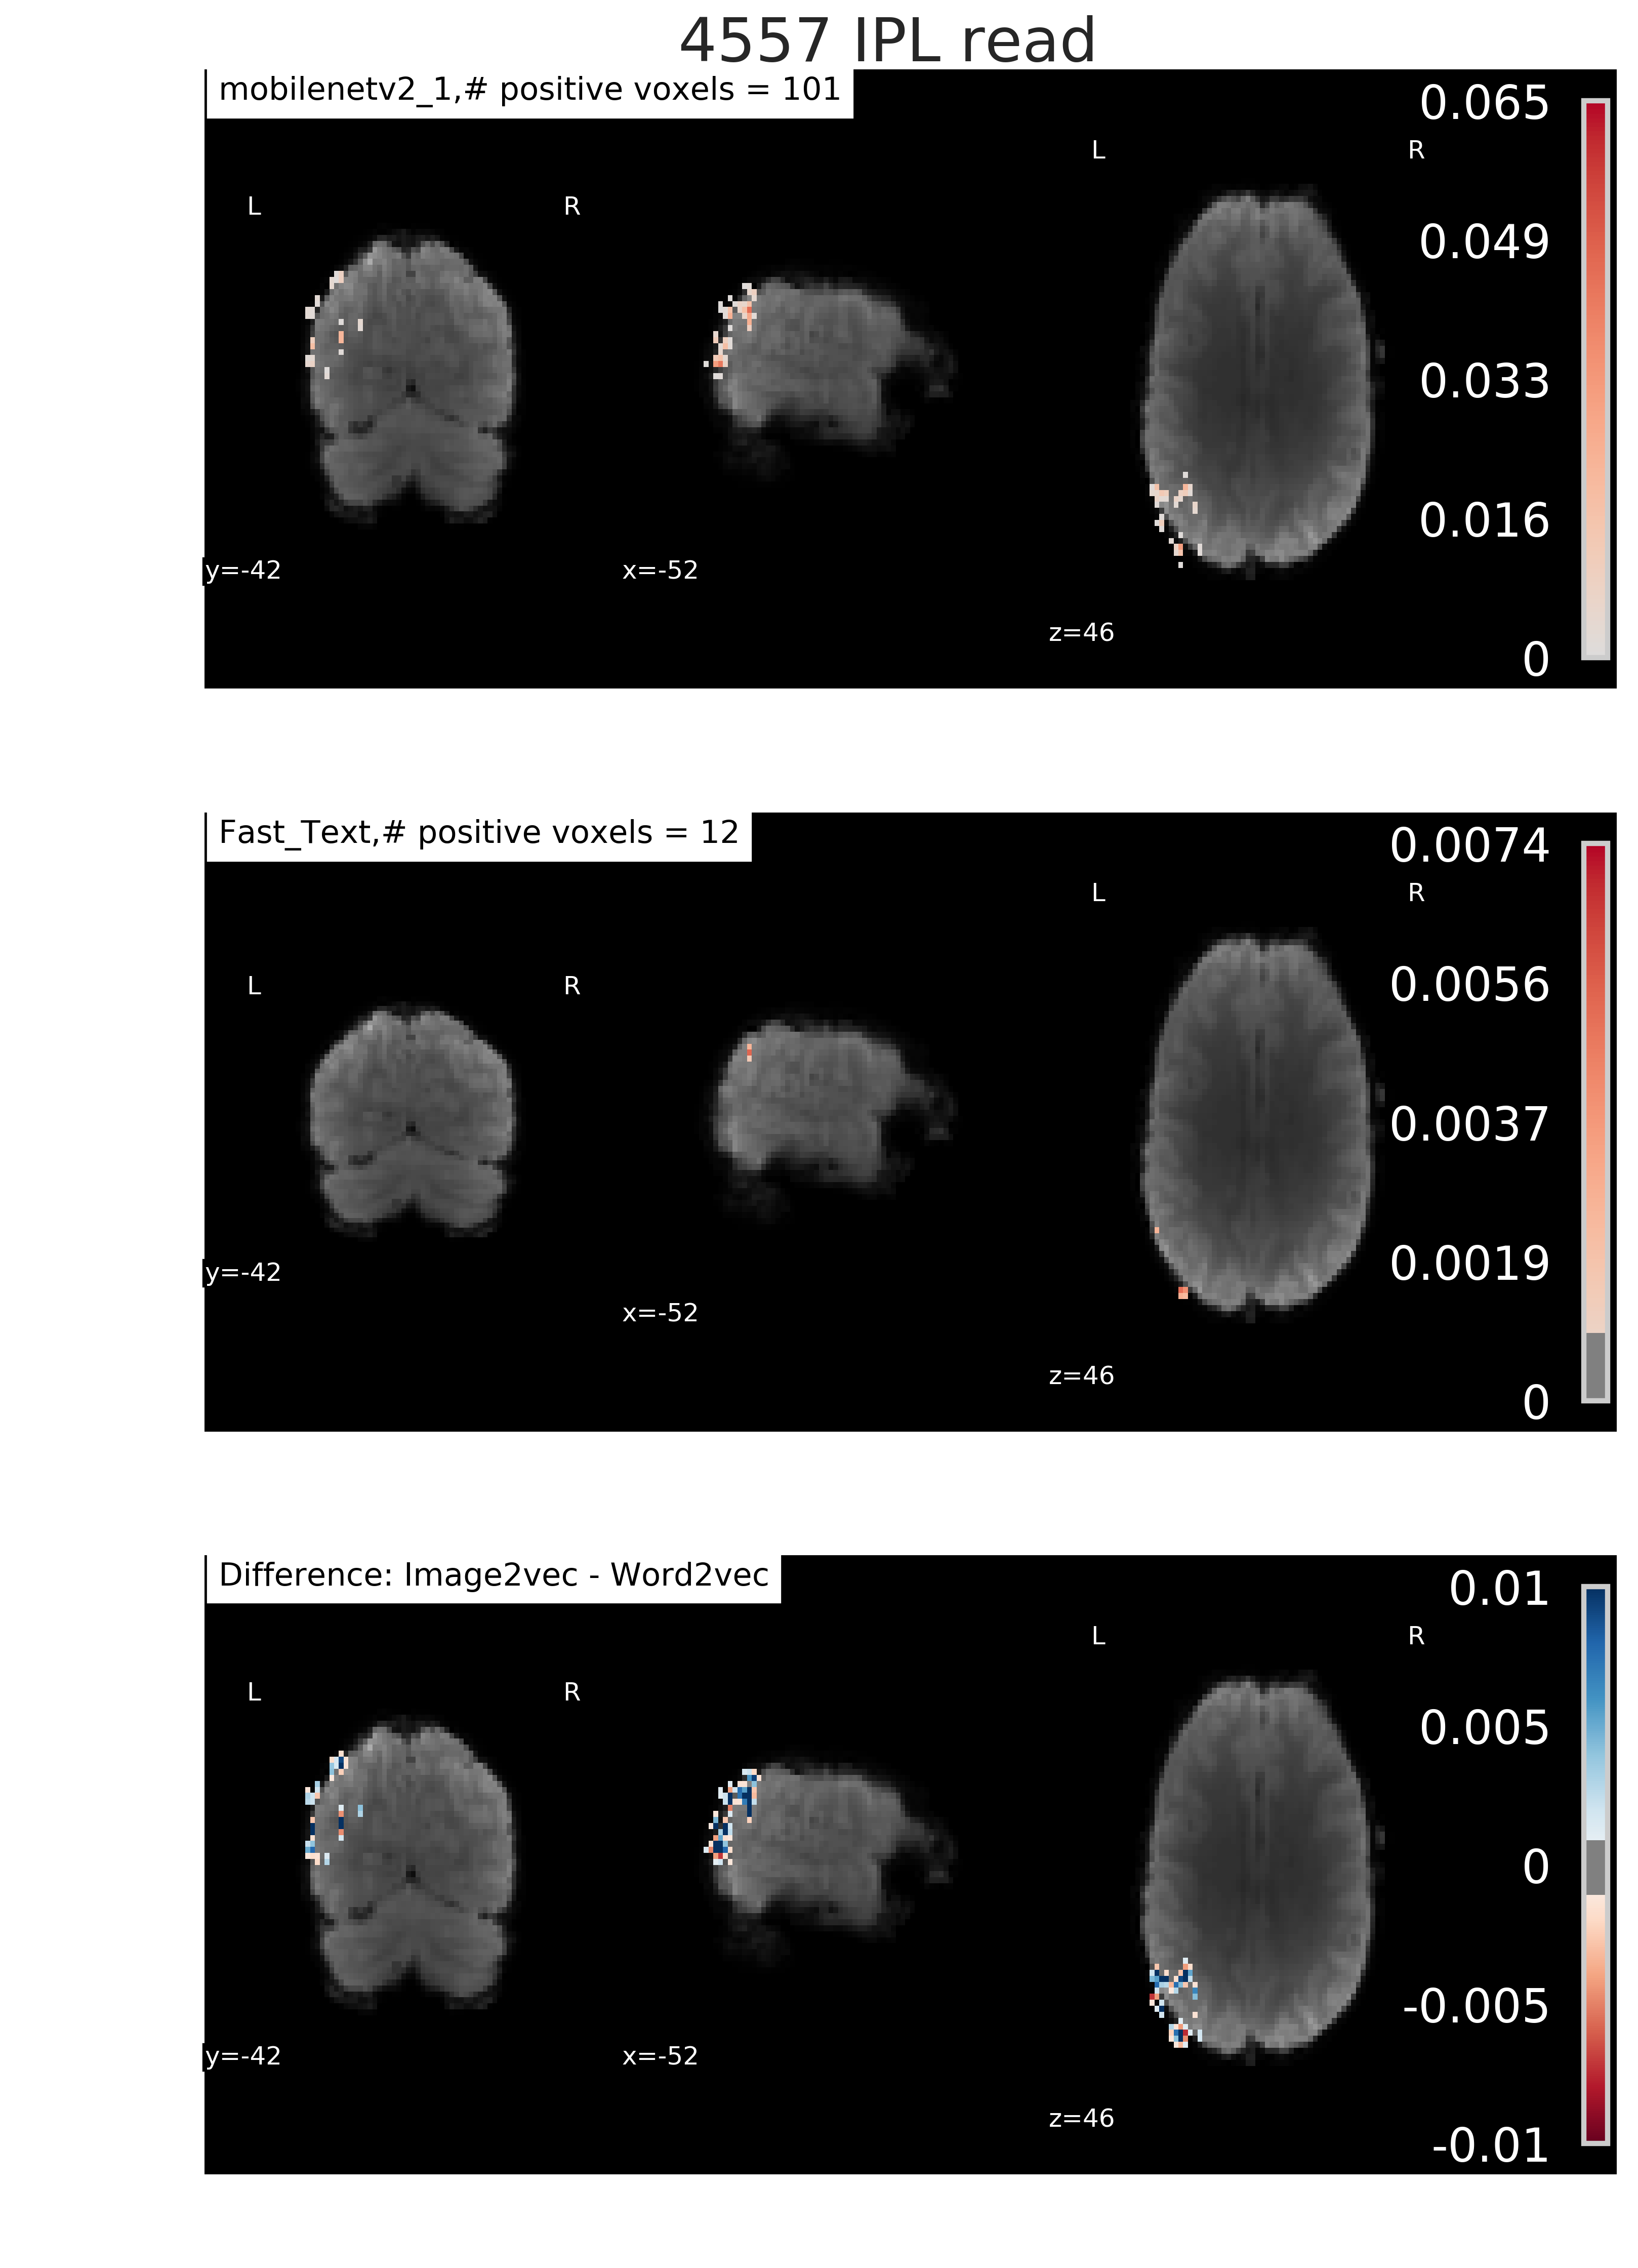 4557 IPL read
mobilenetv2_1,# positive voxels = 101
L R L R
y=-42 x=-52 z=46
0.065
0.049
0.033
0.016
0
Fast_Text,# positive voxels = 12
L R L R
y=-42 x=-52 z=46
0.0074
0.0056
0.0037
0.0019
0
Difference: Image2vec - Word2vec
L R L R
y=-42 x=-52 z=46
0.01
0.005
0
-0.005
-0.01